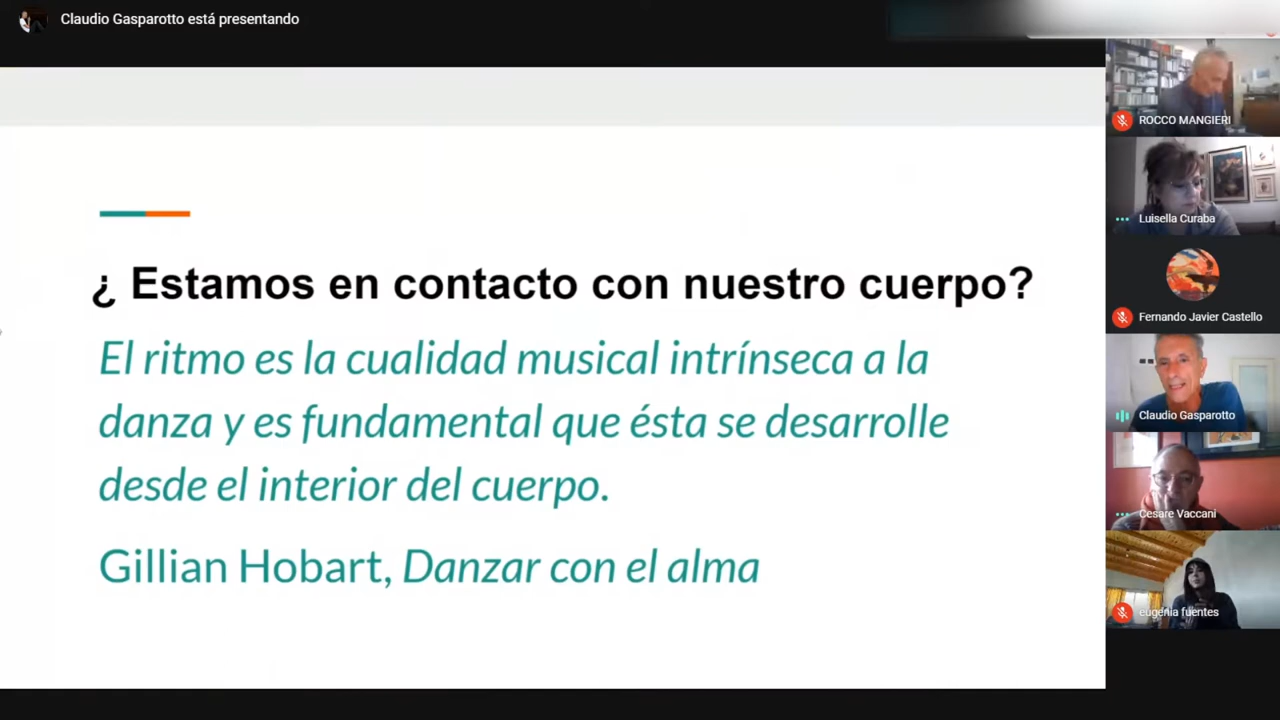 Claudio Gasparotto está presentando
¿ Estamos en contacto con nuestro cuerpo?
El ritmo es la cualidad musical intrínseca a la
danza y es fundamental que ésta se desarrolle
desde el interior del cuerpo.
Gillian Hobart, Danzar con el alma
ROCCO MANGIERI
Luisella Curaba
Fernando Javier Castello
Claudio Gasparotto
Cesare Vaccani
eugenia fuentes